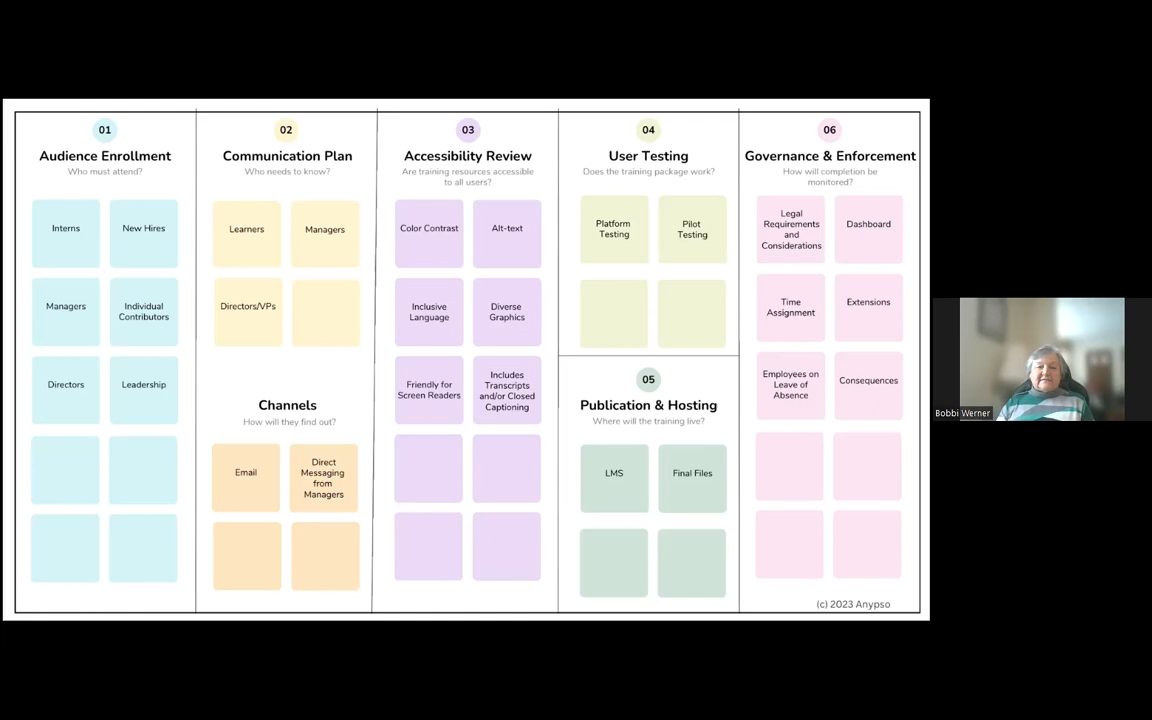 01
Audience Enrollment
Who must attend?
Interns
New Hires
Managers
Individual
Contributors
Directors
Leadership
02
Communication Plan
Who needs to know?
Learners
Managers
Directors/VPs
Channels
How will they find out?
Email
Direct
Messaging
from
Managers
03
Accessibility Review
Are training resources accessible
to all users?
Color Contrast
Alt-text
Inclusive
Language
Diverse
Graphics
Friendly for
Screen Readers
Includes
Transcripts
and/or Closed
Captioning
04
User Testing
Does the training package work?
Platform
Testing
Pilot
Testing
05
Publication & Hosting
Where will the training live?
LMS
Final Files
06
Governance & Enforcement
How will completion be
monitored?
Legal
Requirements
and
Considerations
Dashboard
Time
Assignment
Extensions
Employees on
Leave of
Absence
Consequences
(c) 2023 Anypso
Bobbi Werner